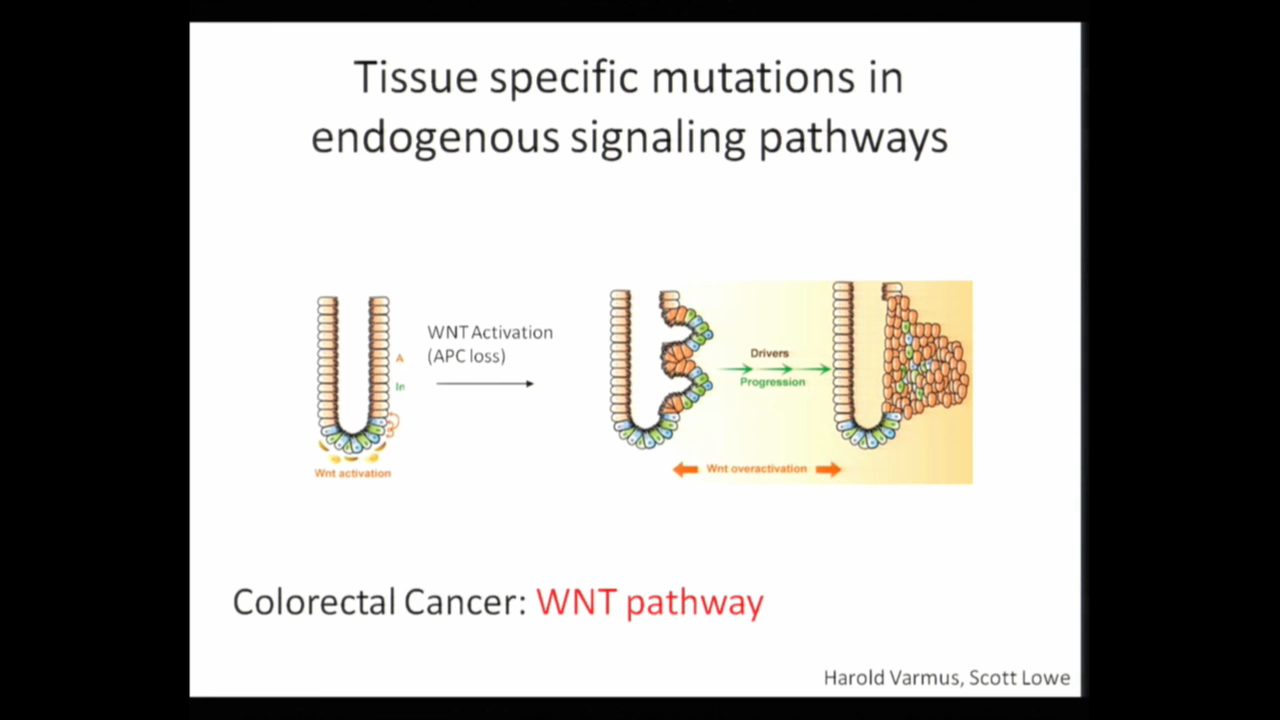 Tissue specific mutations in
endogenous signaling pathways
WNT Activation
(APC loss)
A
In
Wnt activation
Drivers
Progression
Wnt overactivation
Colorectal Cancer: WNT pathway
Harold Varmus, Scott Lowe